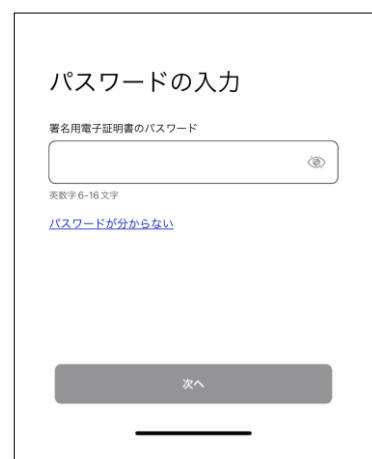 パスワードの入力
署名用電子証明書のパスワード
英数字6-16文字
パスワードが分からない
次へ